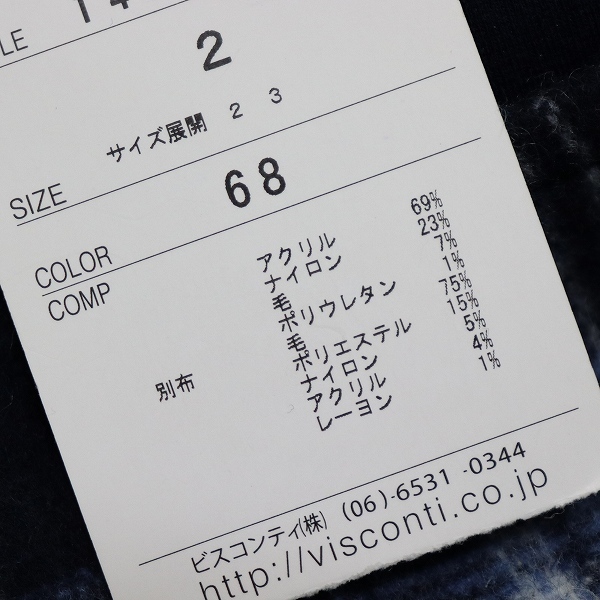 2
サイズ展開 2 3
SIZE
68
COLOR
COMP
アクリル 69%
ナイロン 23%
毛 7%
ポリウレタン 1%
別布 毛 75%
ポリエステル 15%
ナイロン 5%
アクリル 4%
レーヨン 1%
ビスコンティ(株) (06)-6531-0344
http://visconti.co.jp